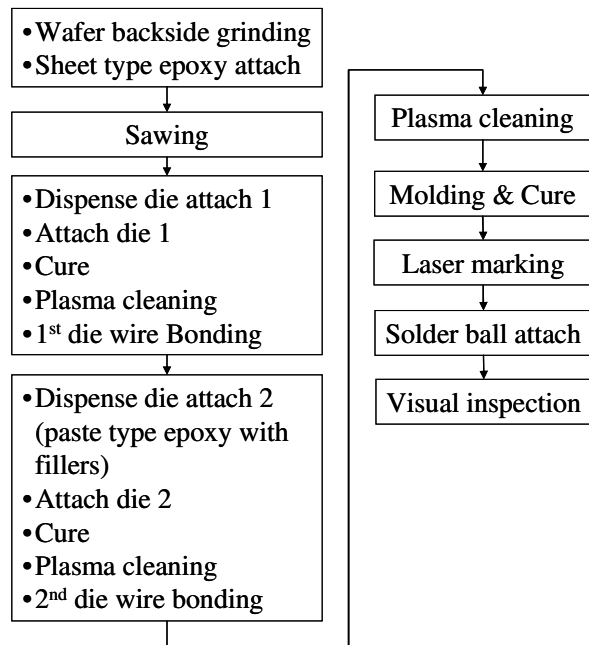 •Wafer backside grinding
•Sheet type epoxy attach
Sawing
•Dispense die attach 1
•Attach die 1
•Cure
•Plasma cleaning
•1st die wire Bonding
•Dispense die attach 2
(paste type epoxy with
fillers)
•Attach die 2
•Cure
•Plasma cleaning
•2nd die wire bonding
Plasma cleaning
Molding & Cure
Laser marking
Solder ball attach
Visual inspection